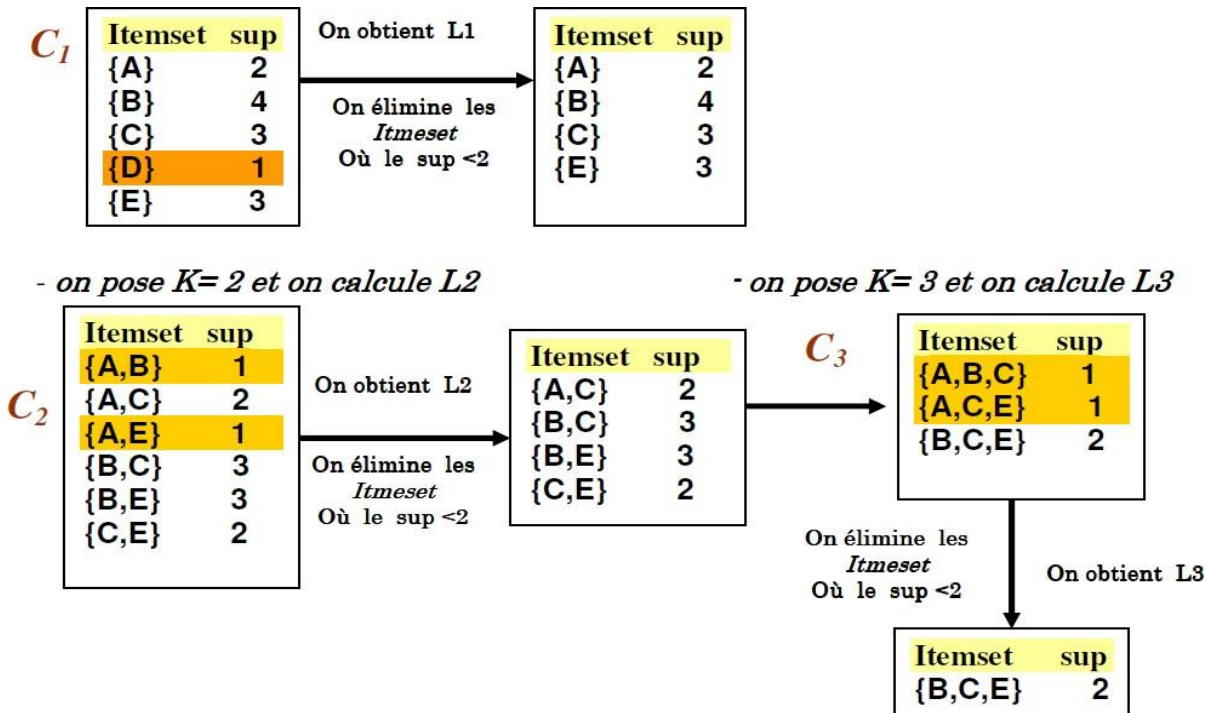 C1
Itemset sup
{A} 2
{B} 4
{C} 3
{D} 1
{E} 3
On obtient L1
On élimine les
Itmeset
Où le sup <2
Itemset sup
{A} 2
{B} 4
{C} 3
{E} 3
- on pose K= 2 et on calcule L2
C2
Itemset sup
{A,B} 1
{A,C} 2
{A,E} 1
{B,C} 3
{B,E} 3
{C,E} 2
On obtient L2
On élimine les
Itmeset
Où le sup <2
Itemset sup
{A,C} 2
{B,C} 3
{B,E} 3
{C,E} 2
- on pose K= 3 et on calcule L3
C3
Itemset sup
{A,B,C} 1
{A,C,E} 1
{B,C,E} 2
On élimine les
Itmeset
Où le sup <2
On obtient L3
Itemset sup
{B,C,E} 2